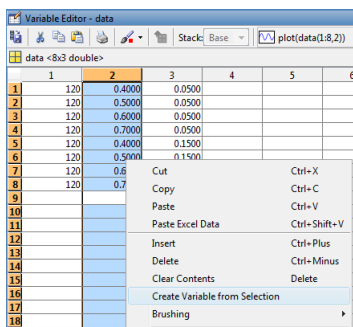 Variable Editor - data
Stack: Base plot(data(1:8,2))
data <8x3 double>
1 2 3 4 5 6
1 120 0.4000 0.0500
2 120 0.5000 0.0500
3 120 0.6000 0.0500
4 120 0.7000 0.0500
5 120 0.4000 0.1500
6 120 0.5000 0.1500
7 120 0.6
8 120 0.7
9
10
11
12
13
14
15
16
17
18
Cut Ctrl+X
Copy Ctrl+C
Paste Ctrl+V
Paste Excel Data Ctrl+Shift+V
Insert Ctrl+Plus
Delete Ctrl+Minus
Clear Contents Delete
Create Variable from Selection
Brushing